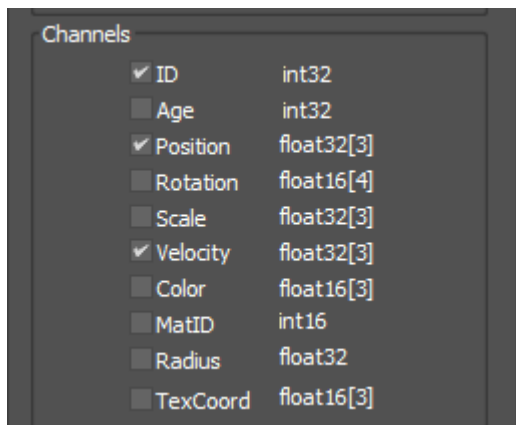 Channels
ID int32
Age int32
Position float32[3]
Rotation float16[4]
Scale float32[3]
Velocity float32[3]
Color float16[3]
MatID int16
Radius float32
TexCoord float16[3]